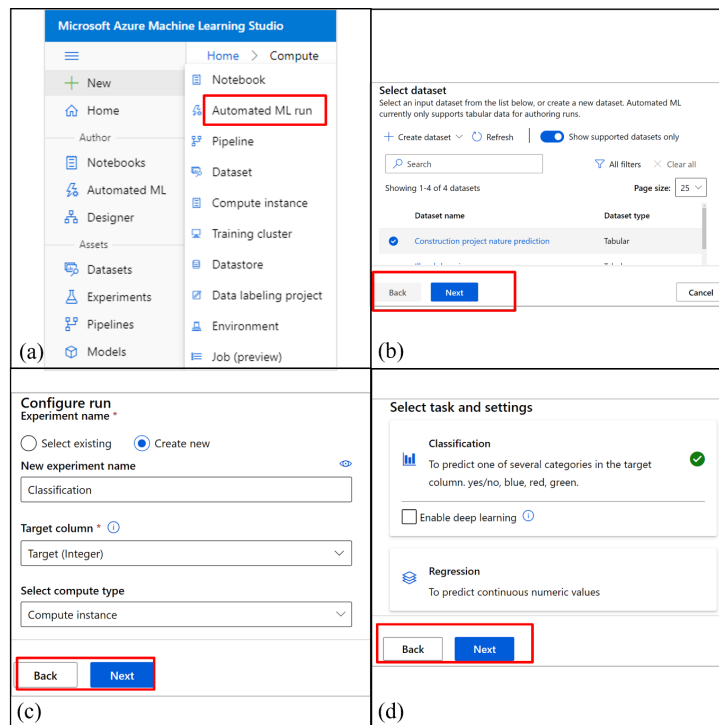 Microsoft Azure Machine Learning Studio
Home > Compute
New
Home
Author
Notebooks
Automated ML
Designer
Assets
Datasets
Experiments
Pipelines
Models
Notebook
Automated ML run
Pipeline
Dataset
Compute instance
Training cluster
Datastore
Data labeling project
Environment
Job (preview)
(a)
Select dataset
Select an input dataset from the list below, or create a new dataset. Automated ML
currently only supports tabular data for authoring runs.
Create dataset Refresh Show supported datasets only
Search All filters Clear all
Showing 1-4 of 4 datasets Page size: 25
Dataset name Dataset type
Construction project nature prediction Tabular
Back Next Cancel
(b)
Configure run
Experiment name *
Select existing Create new
New experiment name
Classification
Target column *
Target (Integer)
Select compute type
Compute instance
Back Next
(c)
Select task and settings
Classification
To predict one of several categories in the target
column. yes/no, blue, red, green.
Enable deep learning
Regression
To predict continuous numeric values
Back Next
(d)